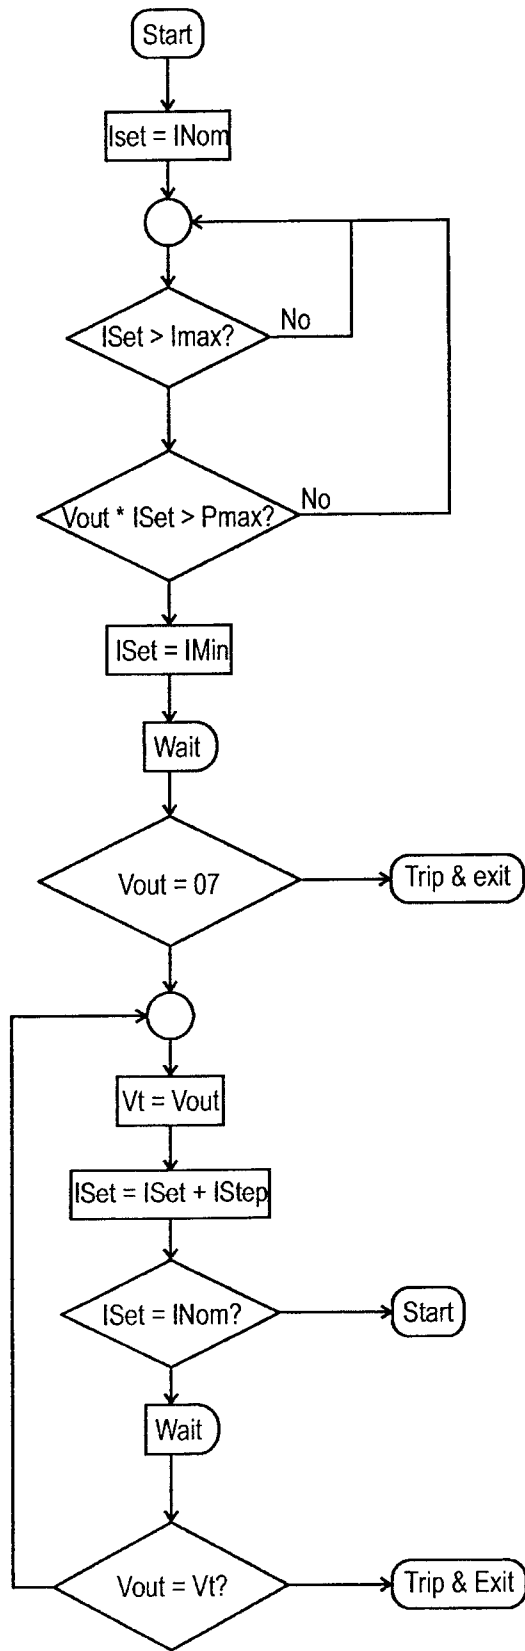 Start
Iset = INom
ISet > Imax?
No
Vout * ISet > Pmax?
No
ISet = IMin
Wait
Vout = 07
Trip & exit
Vt = Vout
ISet = ISet + IStep
ISet = INom?
Start
Wait
Vout = Vt?
Trip & Exit